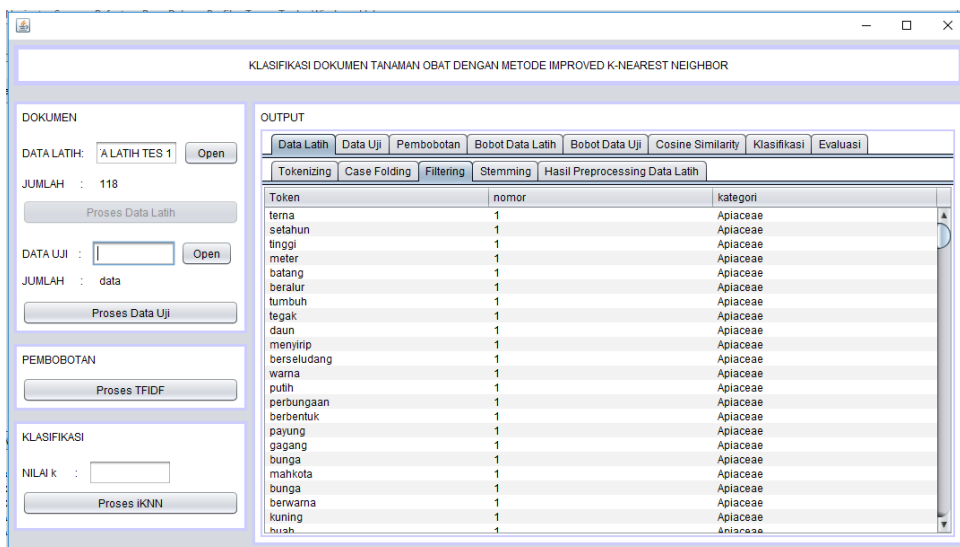 KLASIFIKASI DOKUMEN TANAMAN OBAT DENGAN METODE IMPROVED K-NEAREST NEIGHBOR
DOKUMEN
DATA LATIH: 'A LATIH TES 1 Open
JUMLAH : 118
Proses Data Latih
DATA UJI : Open
JUMLAH : data
Proses Data Uji
PEMBOBOTAN
Proses TFIDF
KLASIFIKASI
NILAI k :
Proses iKNN
OUTPUT
Data Latih Data Uji Pembobotan Bobot Data Latih Bobot Data Uji Cosine Similarity Klasifikasi Evaluasi
Tokenizing Case Folding Filtering Stemming Hasil Preprocessing Data Latih
Token nomor kategori
terna 1 Apiaceae
setahun 1 Apiaceae
tinggi 1 Apiaceae
meter 1 Apiaceae
batang 1 Apiaceae
beralur 1 Apiaceae
tumbuh 1 Apiaceae
tegak 1 Apiaceae
daun 1 Apiaceae
menyirip 1 Apiaceae
berseludang 1 Apiaceae
warna 1 Apiaceae
putih 1 Apiaceae
perbungaan 1 Apiaceae
berbentuk 1 Apiaceae
payung 1 Apiaceae
gagang 1 Apiaceae
bunga 1 Apiaceae
mahkota 1 Apiaceae
bunga 1 Apiaceae
berwarna 1 Apiaceae
kuning 1 Apiaceae
buah 1 Apiaceae